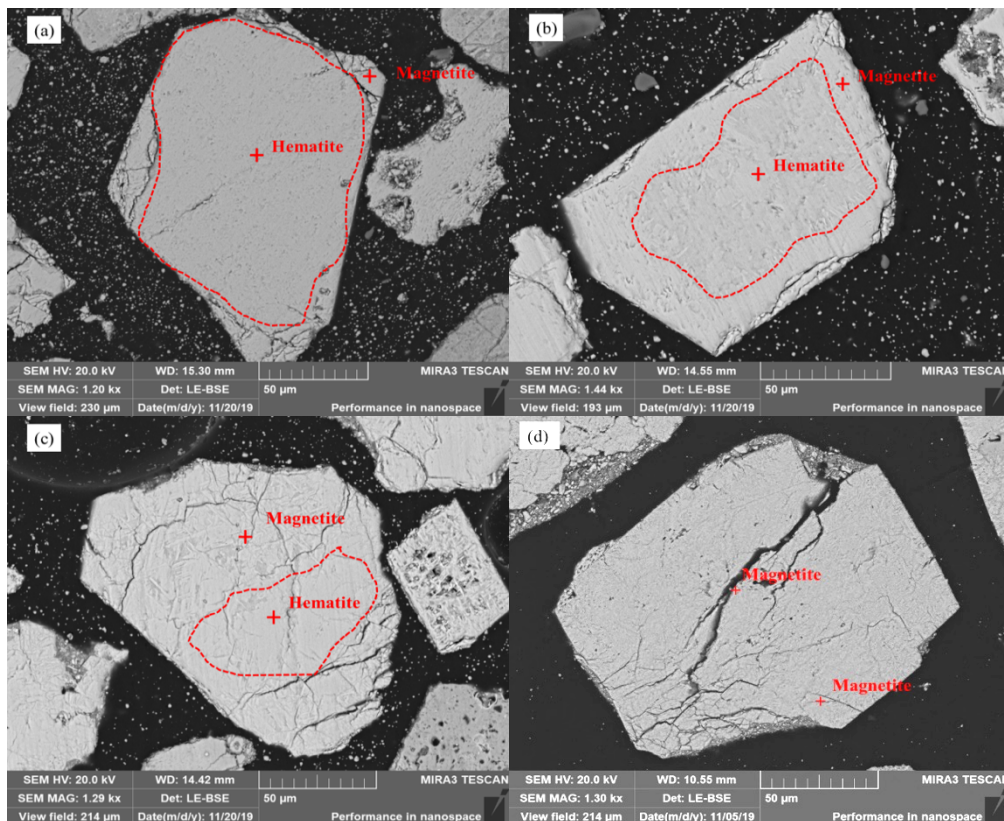 (a)
Magnetite
Hematite
SEM HV: 20.0 kV WD: 15.30 mm MIRA3 TESCAN
SEM MAG: 1.20 kx Det: LE-BSE 50 µm
View field: 230 µm Date(m/d/y): 11/20/19 Performance in nanospace
(b)
Magnetite
Hematite
SEM HV: 20.0 kV WD: 14.55 mm MIRA3 TESCAN
SEM MAG: 1.44 kx Det: LE-BSE 50 µm
View field: 193 µm Date(m/d/y): 11/20/19 Performance in nanospace
(c)
Magnetite
Hematite
SEM HV: 20.0 kV WD: 14.42 mm MIRA3 TESCAN
SEM MAG: 1.29 kx Det: LE-BSE 50 µm
View field: 214 µm Date(m/d/y): 11/20/19 Performance in nanospace
(d)
Magnetite
Magnetite
SEM HV: 20.0 kV WD: 10.55 mm MIRA3 TESCAN
SEM MAG: 1.30 kx Det: LE-BSE 50 µm
View field: 214 µm Date(m/d/y): 11/05/19 Performance in nanospace